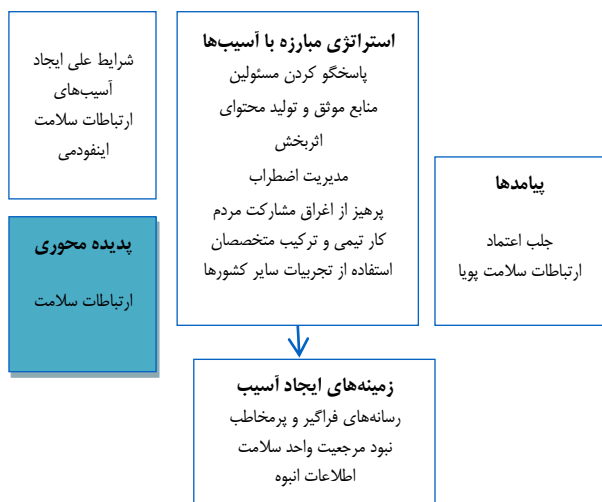 شرایط علی ایجاد
آسیب‌های
ارتباطات سلامت
اینفودمی
پدیده محوری
ارتباطات سلامت
استراتژی مبارزه با آسیب‌ها
پاسخگو کردن مسئولین
منابع موثق و تولید محتوای
اثربخش
مدیریت اضطراب
پرهیز از اغراق مشارکت مردم
کار تیمی و ترکیب متخصصان
استفاده از تجربیات سایر کشورها
پیامدها
جلب اعتماد
ارتباطات سلامت پویا
زمینه‌های ایجاد آسیب
رسانه‌های فراگیر و پرمخاطب
نبود مرجعیت واحد سلامت
اطلاعات انبوه